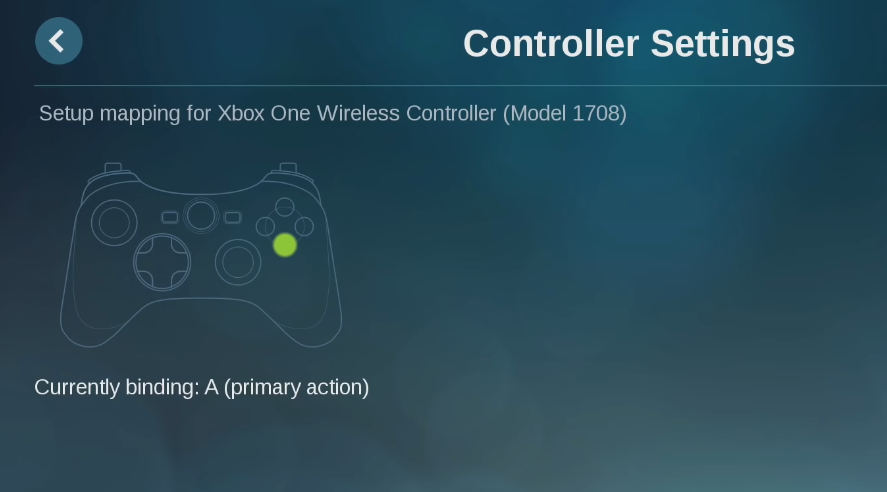 Controller Settings
Setup mapping for Xbox One Wireless Controller (Model 1708)
Currently binding: A (primary action)